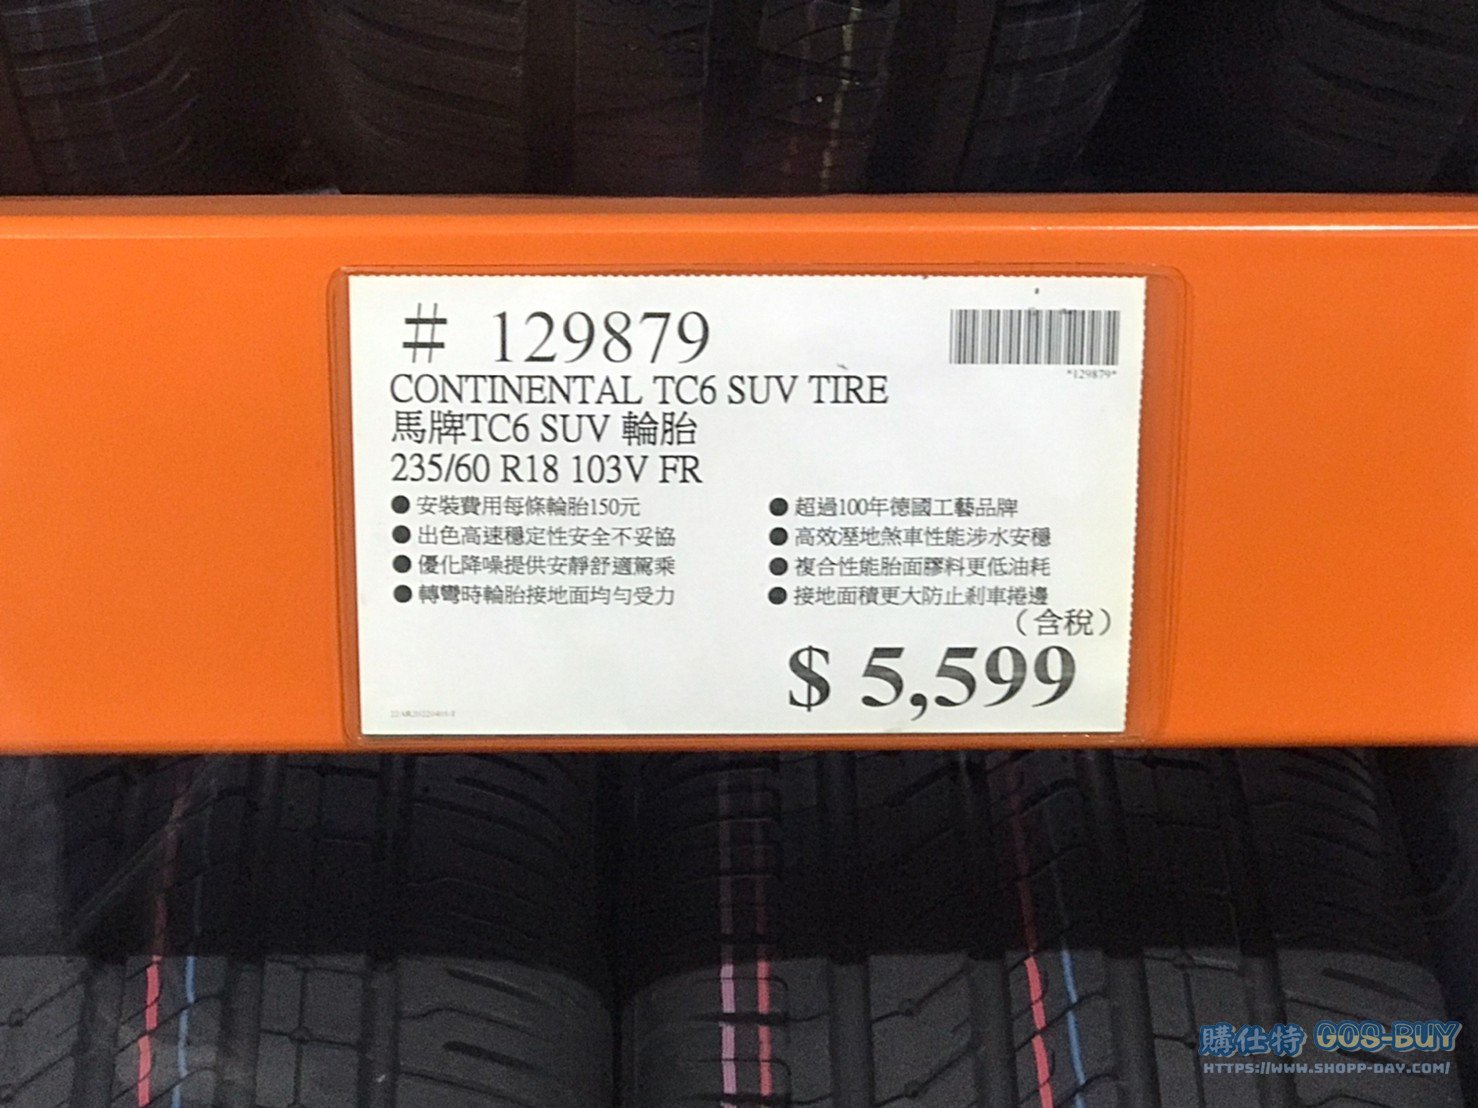 # 129879
*129879*
CONTINENTAL TC6 SUV TIRE
馬牌TC6 SUV 輪胎
235/60 R18 103V FR
● 安裝費用每條輪胎150元
● 出色高速穩定性安全不妥協
● 優化降噪提供安靜舒適駕乘
● 轉彎時輪胎接地面均勻受力
● 超過100年德國工藝品牌
● 高效溼地煞車性能涉水安穩
● 複合性能胎面膠料更低油耗
● 接地面積更大防止剎車捲邊
（含稅）
$ 5,599
購仕特 GOS-BUY
HTTPS://WWW.SHOPP-DAY.COM/